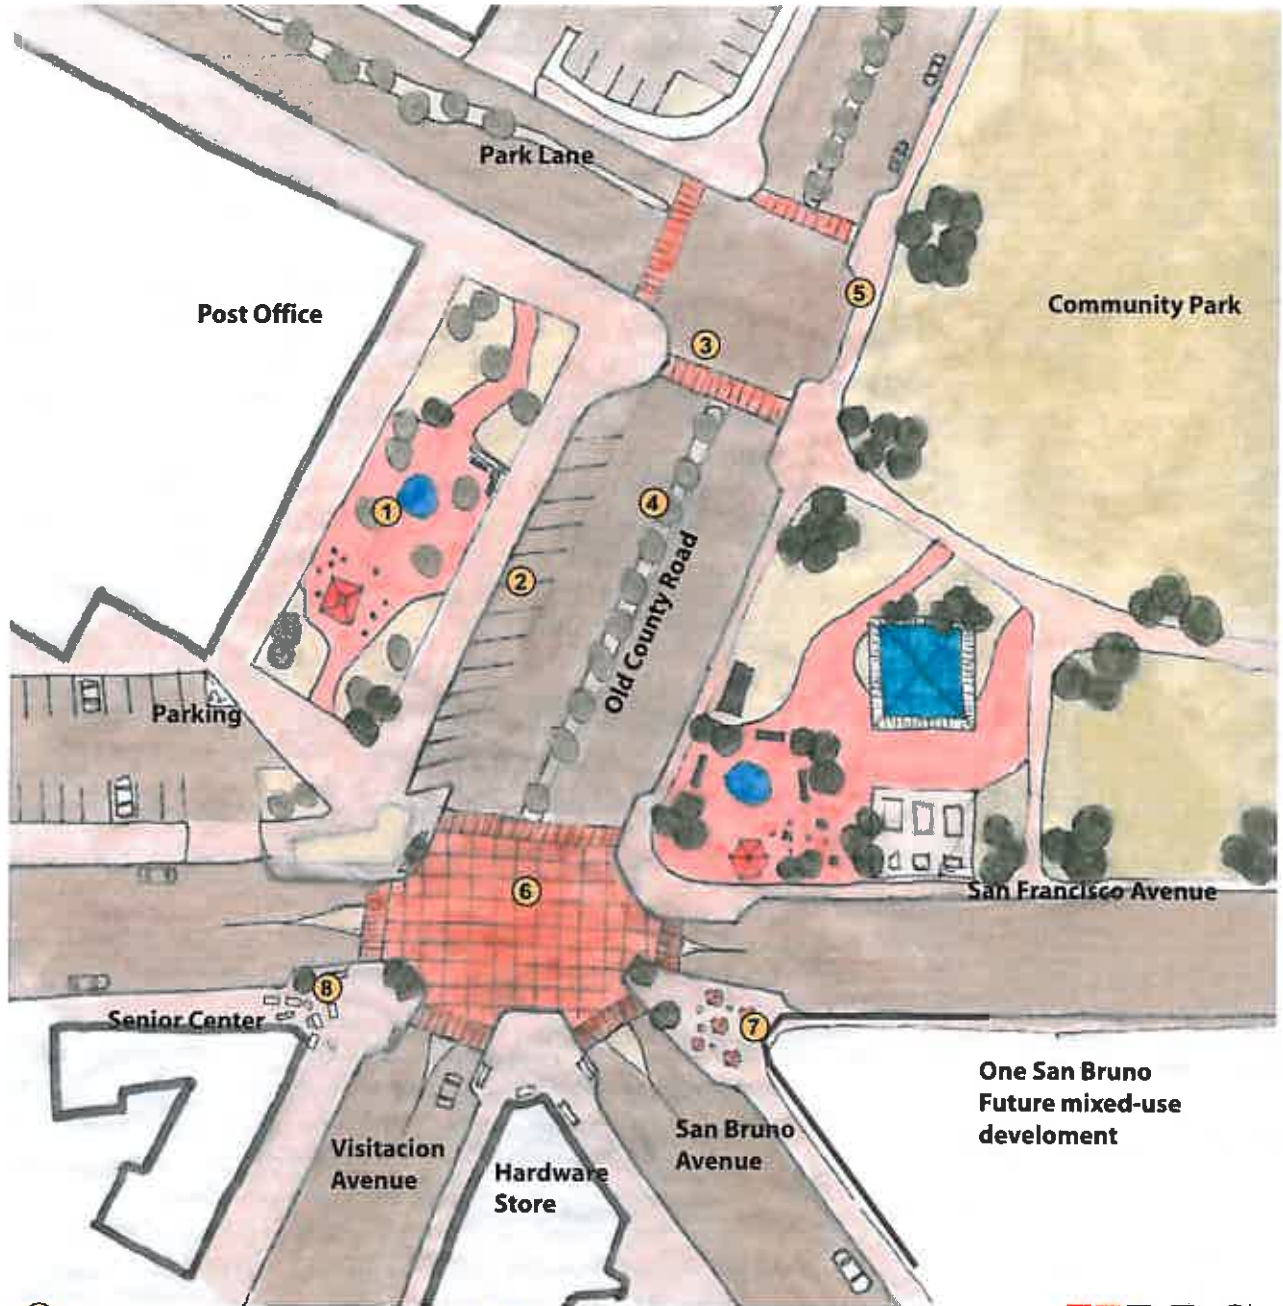 Park Lane
Post Office
Community Park
5
3
4
1
2
Old County Road
Parking
6
San Francisco Avenue
8
7
Senior Center
One San Bruno
Future mixed-use
develoment
Visitacion
Avenue
San Bruno
Avenue
Hardware
Store